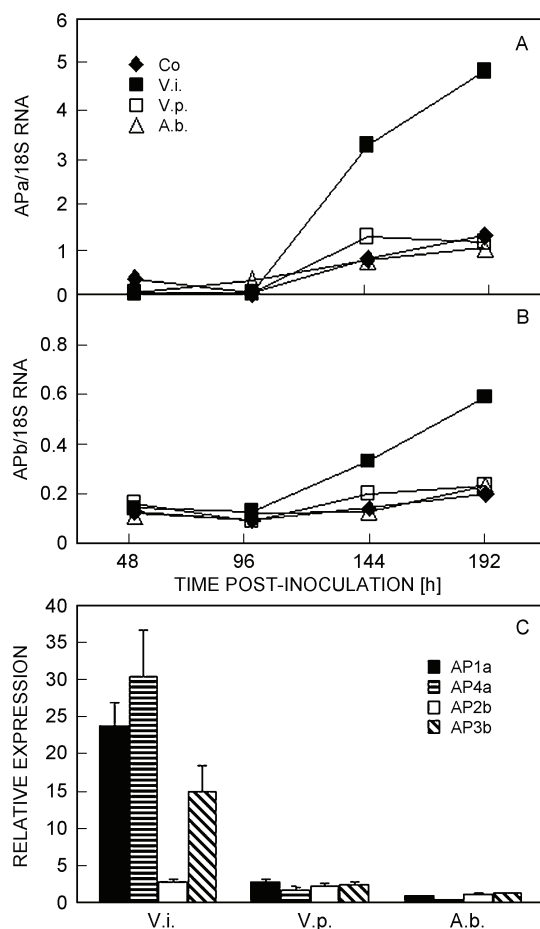 A
6
5
4
3
2
1
0
APa/18S RNA
Co
V.i.
V.p.
A.b.
B
0.8
0.6
0.4
0.2
0
APb/18S RNA
48 96 144 192
TIME POST-INOCULATION [h]
C
40
35
30
25
20
15
10
5
0
RELATIVE EXPRESSION
AP1a
AP4a
AP2b
AP3b
V.i. V.p. A.b.